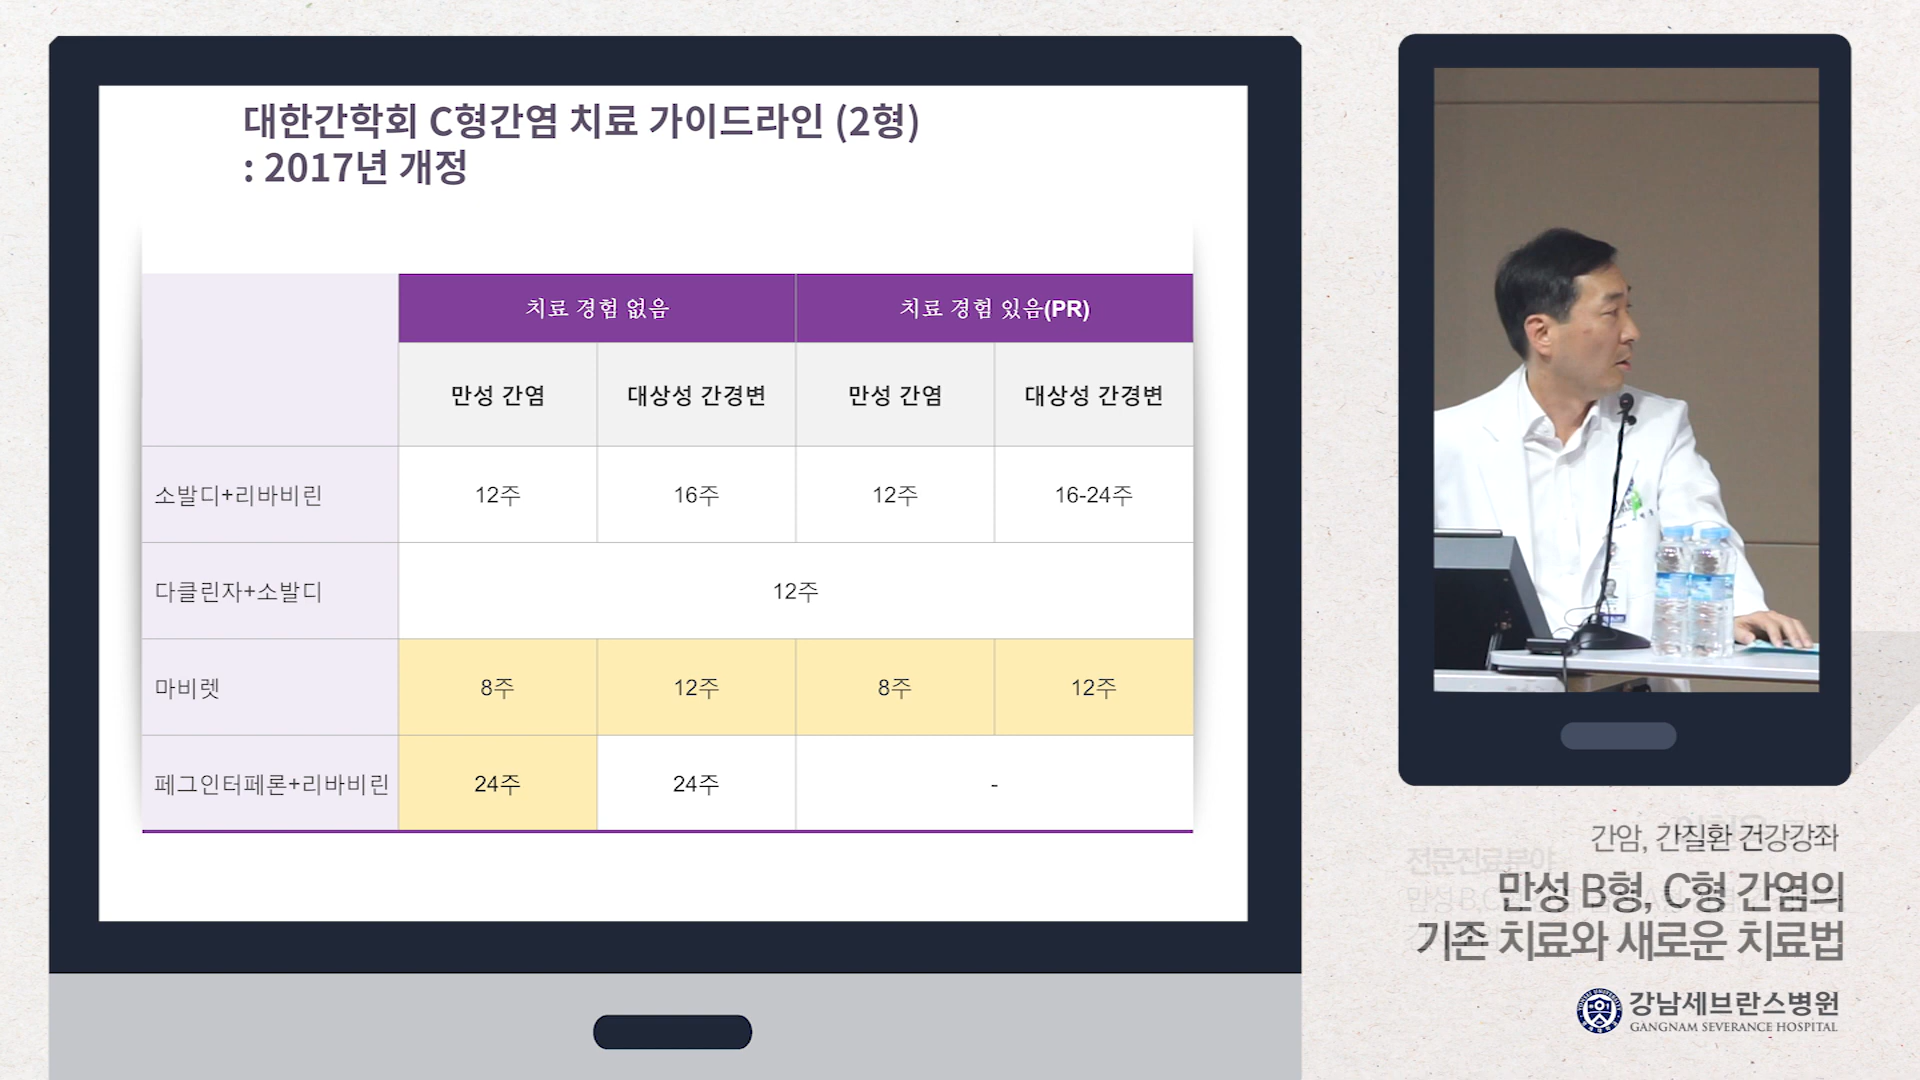 대한간학회 C형간염 치료 가이드라인 (2형)
: 2017년 개정
치료 경험 없음
치료 경험 있음(PR)
만성 간염
대상성 간경변
만성 간염
대상성 간경변
소발디+리바비린
12주
16주
12주
16-24주
다클린자+소발디
12주
마비렛
8주
12주
8주
12주
페그인터페론+리바비린
24주
24주
-
간암, 간질환 건강강좌
전문진료분야
만성 B형, C형 간염의
기존 치료와 새로운 치료법
강남세브란스병원
GANGNAM SEVERANCE HOSPITAL